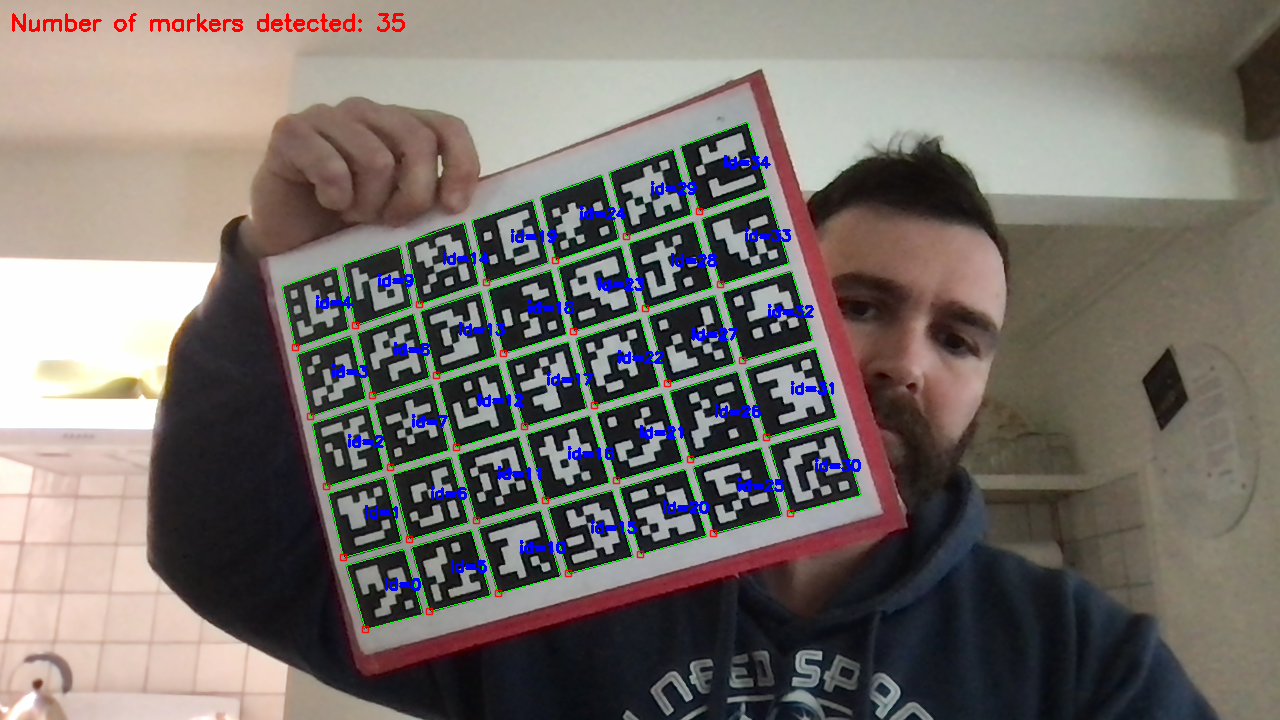 Number of markers detected: 35
id=34
id=29
id=24
id=19
id=14
id=9
id=4
id=33
id=28
id=23
id=18
id=13
id=8
id=3
id=32
id=27
id=22
id=17
id=12
id=7
id=2
id=31
id=26
id=21
id=16
id=11
id=6
id=1
id=30
id=25
id=20
id=15
id=10
id=5
id=0
I NEED SPAC